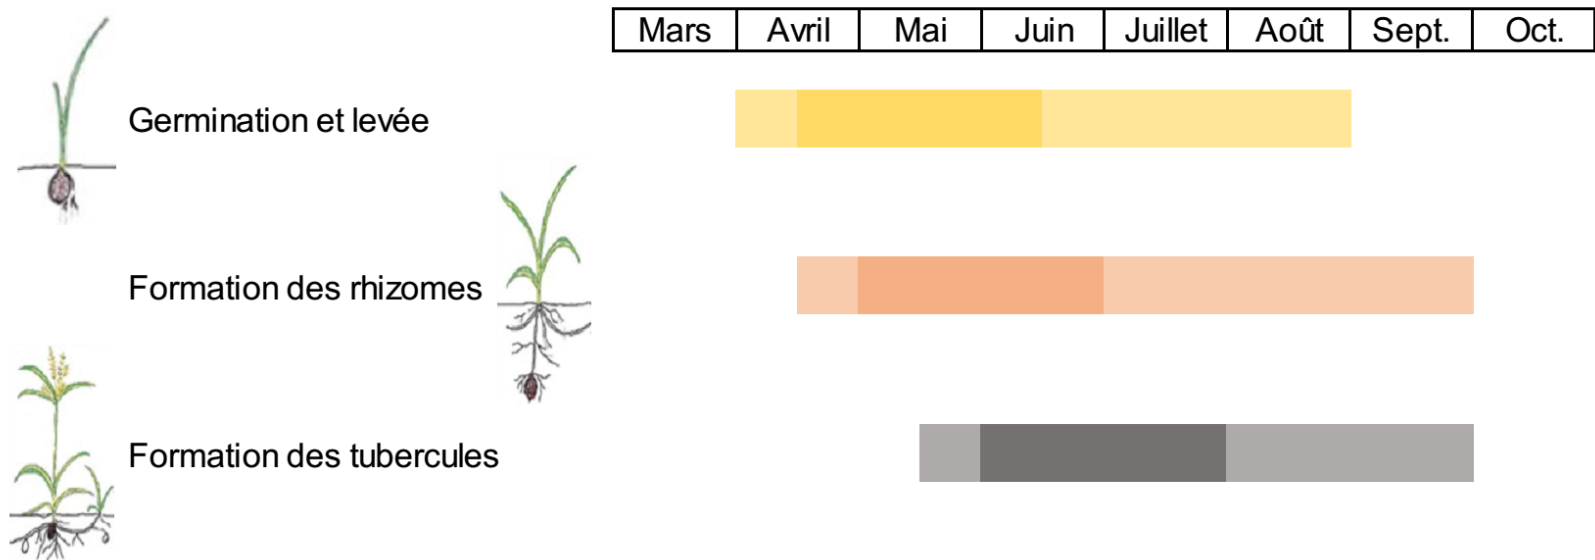 Mars Avril Mai Juin Juillet Août Sept. Oct.
Germination et levée
Formation des rhizomes
Formation des tubercules